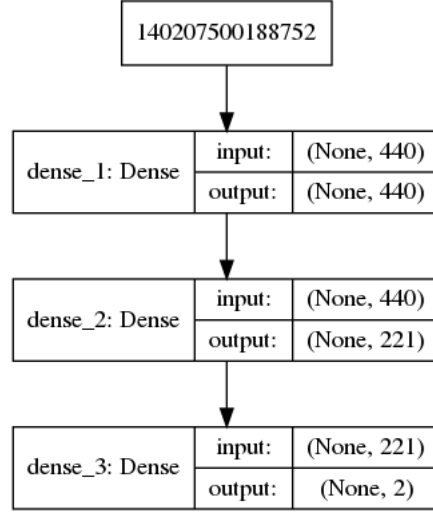 140207500188752
dense_1: Dense
input:
(None, 440)
output:
(None, 440)
dense_2: Dense
input:
(None, 440)
output:
(None, 221)
dense_3: Dense
input:
(None, 221)
output:
(None, 2)